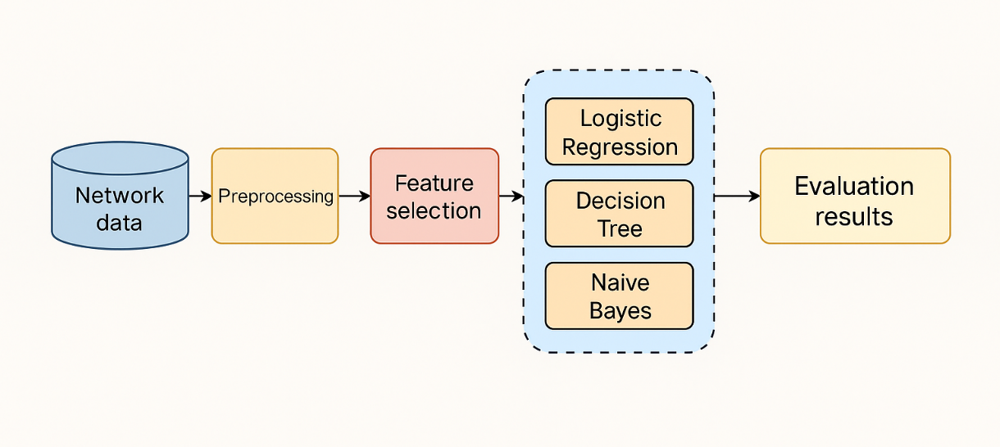 Network
data
Preprocessing
Feature
selection
Logistic
Regression
Decision
Tree
Naive
Bayes
Evaluation
results